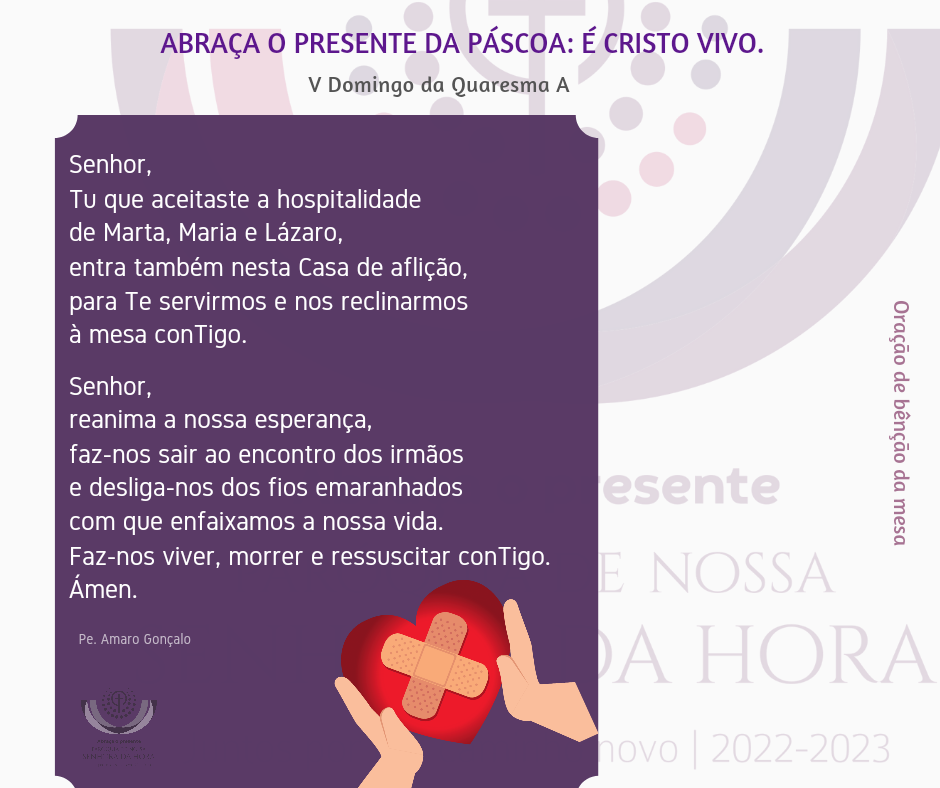 ABRAÇA O PRESENTE DA PÁSCOA: É CRISTO VIVO.
V Domingo da Quaresma A
Senhor,
Tu que aceitaste a hospitalidade
de Marta, Maria e Lázaro,
entra também nesta Casa de aflição,
para Te servirmos e nos reclinarmos
à mesa conTigo.
Senhor,
reanima a nossa esperança,
faz-nos sair ao encontro dos irmãos
e desliga-nos dos fios emaranhados
com que enfaixamos a nossa vida.
Faz-nos viver, morrer e ressuscitar conTigo.
Ámen.
Pe. Amaro Gonçalo
Oração de bênção da mesa
presente
DE NOSSA
DA HORA
novo | 2022-2023